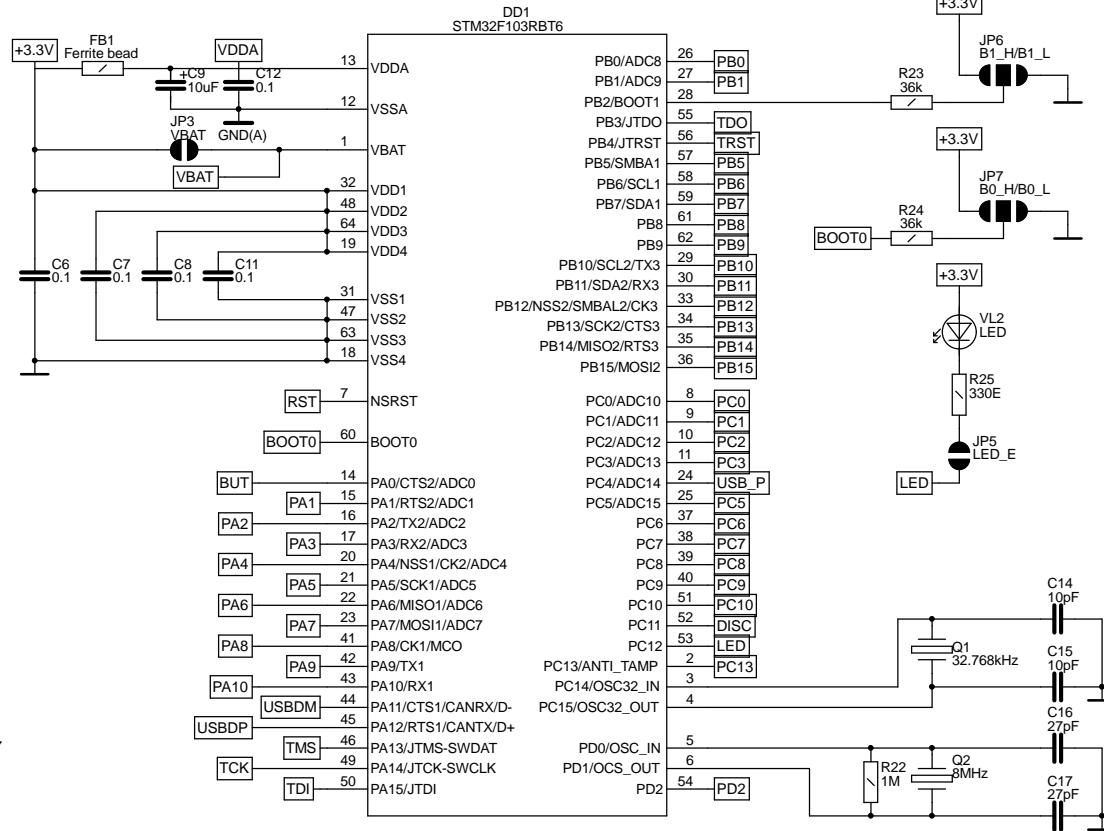 DD1
STM32F103RBT6
+3.3V
FB1
Ferrite bead
VDDA
+C9
10uF
C12
0.1
GND(A)
JP3
VBAT
VBAT
C6
0.1
C7
0.1
C8
0.1
C11
0.1
13 VDDA
12 VSSA
1 VBAT
32 VDD1
48 VDD2
64 VDD3
19 VDD4
31 VSS1
47 VSS2
63 VSS3
18 VSS4
RST 7 NSRST
BOOT0 60 BOOT0
BUT 14 PA0/CTS2/ADC0
PA1 15 PA1/RTS2/ADC1
PA2 16 PA2/TX2/ADC2
PA3 17 PA3/RX2/ADC3
PA4 20 PA4/NSS1/CK2/ADC4
PA5 21 PA5/SCK1/ADC5
PA6 22 PA6/MISO1/ADC6
PA7 23 PA7/MOSI1/ADC7
PA8 41 PA8/CK1/MCO
PA9 42 PA9/TX1
PA10 43 PA10/RX1
USBDM 44 PA11/CTS1/CANRX/D-
USBDP 45 PA12/RTS1/CANTX/D+
TMS 46 PA13/JTMS-SWDAT
TCK 49 PA14/JTCK-SWCLK
TDI 50 PA15/JTDI
PB0/ADC8 26 PB0
PB1/ADC9 27 PB1
PB2/BOOT1 28
PB3/JTDO 55 TDO
PB4/JTRST 56 TRST
PB5/SMBA1 57 PB5
PB6/SCL1 58 PB6
PB7/SDA1 59 PB7
PB8 61 PB8
PB9 62 PB9
PB10/SCL2/TX3 29 PB10
PB11/SDA2/RX3 30 PB11
PB12/NSS2/SMBAL2/CK3 33 PB12
PB13/SCK2/CTS3 34 PB13
PB14/MISO2/RTS3 35 PB14
PB15/MOSI2 36 PB15
PC0/ADC10 8 PC0
PC1/ADC11 9 PC1
PC2/ADC12 10 PC2
PC3/ADC13 11 PC3
PC4/ADC14 24 USB_P
PC5/ADC15 25 PC5
PC6 37 PC6
PC7 38 PC7
PC8 39 PC8
PC9 40 PC9
PC10 51 PC10
PC11 52 DISC
PC12 53 LED
PC13/ANTI_TAMP 2 PC13
PC14/OSC32_IN 3
PC15/OSC32_OUT 4
PD0/OSC_IN 5
PD1/OCS_OUT 6
PD2 54 PD2
+3.3V
JP6
B1_H/B1_L
R23
36k
+3.3V
JP7
B0_H/B0_L
R24
36k
BOOT0
+3.3V
VL2
LED
R25
330E
JP5
LED_E
LED
C14
10pF
Q1
32.768kHz
C15
10pF
C16
27pF
R22
1M
Q2
8MHz
C17
27pF